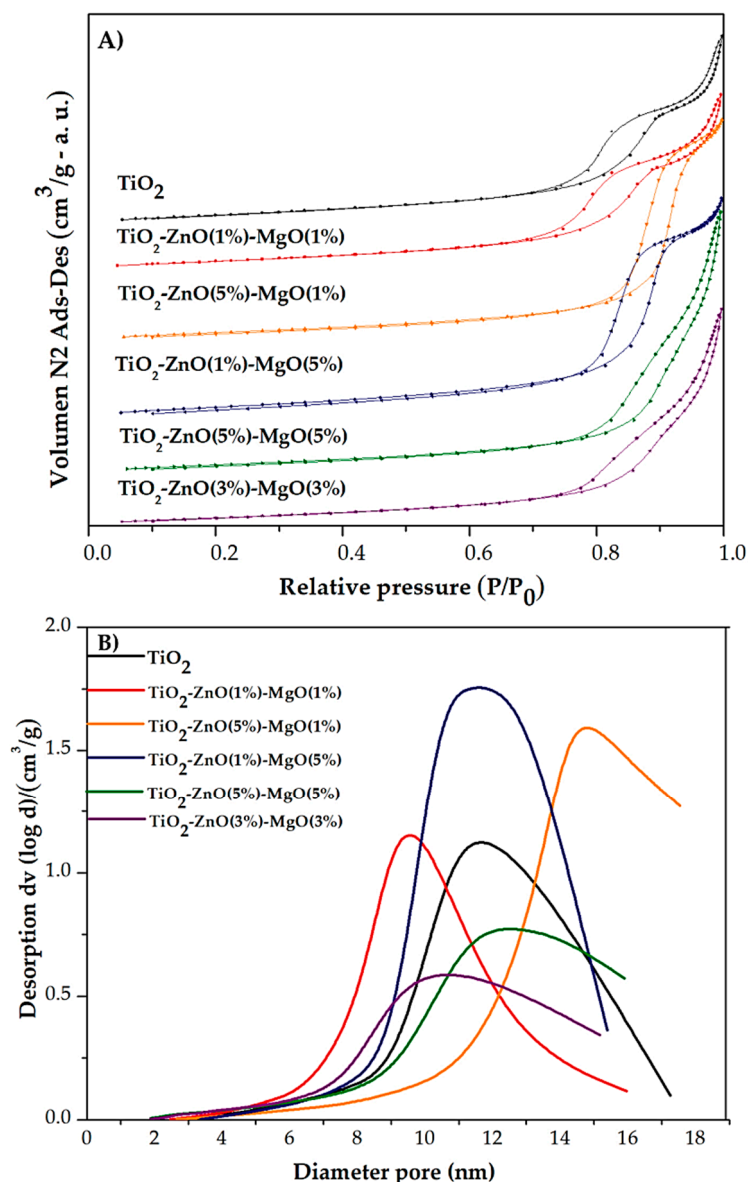 A)
Volumen N2 Ads-Des (cm³/g - a. u.)
TiO₂
TiO₂-ZnO(1%)-MgO(1%)
TiO₂-ZnO(5%)-MgO(1%)
TiO₂-ZnO(1%)-MgO(5%)
TiO₂-ZnO(5%)-MgO(5%)
TiO₂-ZnO(3%)-MgO(3%)
0.0 0.2 0.4 0.6 0.8 1.0
Relative pressure (P/P₀)
B)
Desorption dv (log d)/(cm³/g)
2.0
1.5
1.0
0.5
0.0
TiO₂
TiO₂-ZnO(1%)-MgO(1%)
TiO₂-ZnO(5%)-MgO(1%)
TiO₂-ZnO(1%)-MgO(5%)
TiO₂-ZnO(5%)-MgO(5%)
TiO₂-ZnO(3%)-MgO(3%)
0 2 4 6 8 10 12 14 16 18
Diameter pore (nm)